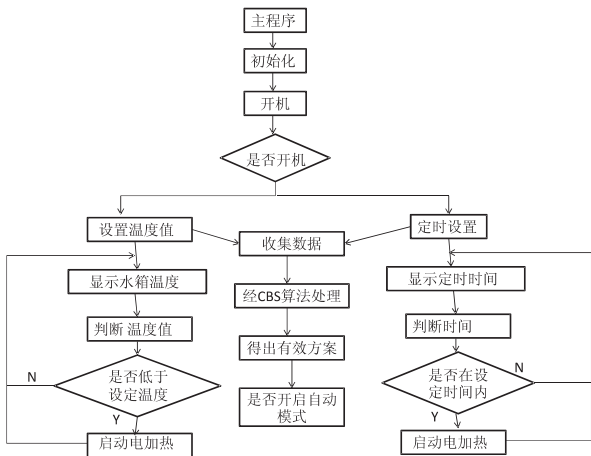 主程序
初始化
开机
是否开机
设置温度值
收集数据
定时设置
显示水箱温度
经CBS算法处理
显示定时时间
判断 温度值
得出有效方案
判断时间
是否低于
设定温度
N
Y
是否开启自动
模式
是否在设
定时间内
N
Y
启动电加热
启动电加热